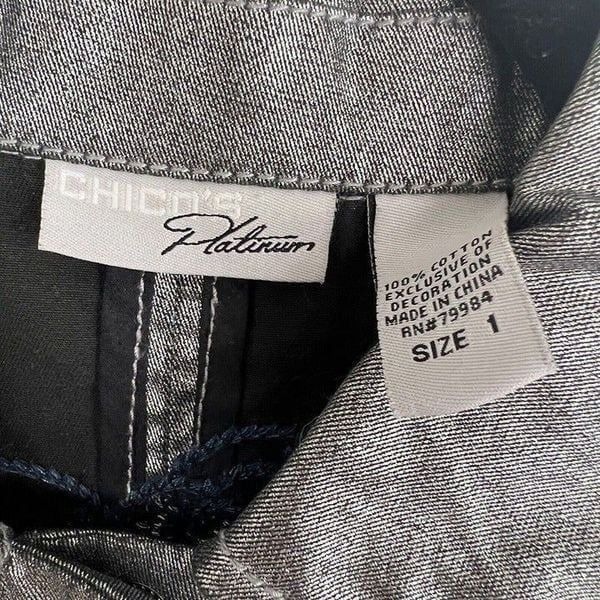 CHICO'S
Platinum
100% COTTON
EXCLUSIVE OF
DECORATION
MADE IN CHINA
RN#79984
SIZE 1